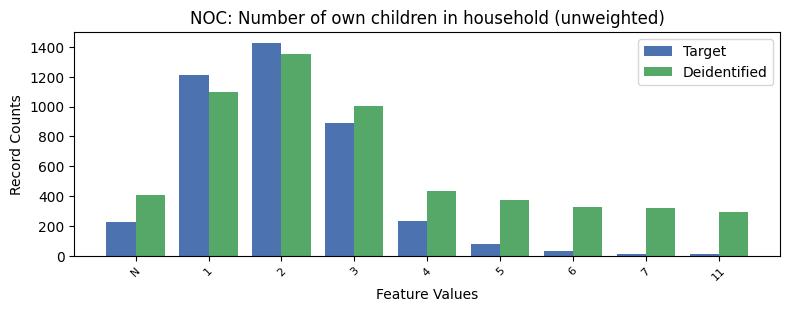 NOC: Number of own children in household (unweighted)
Target
Deidentified
Record Counts
1400
1200
1000
800
600
400
200
0
N 1 2 3 4 5 6 7 11
Feature Values